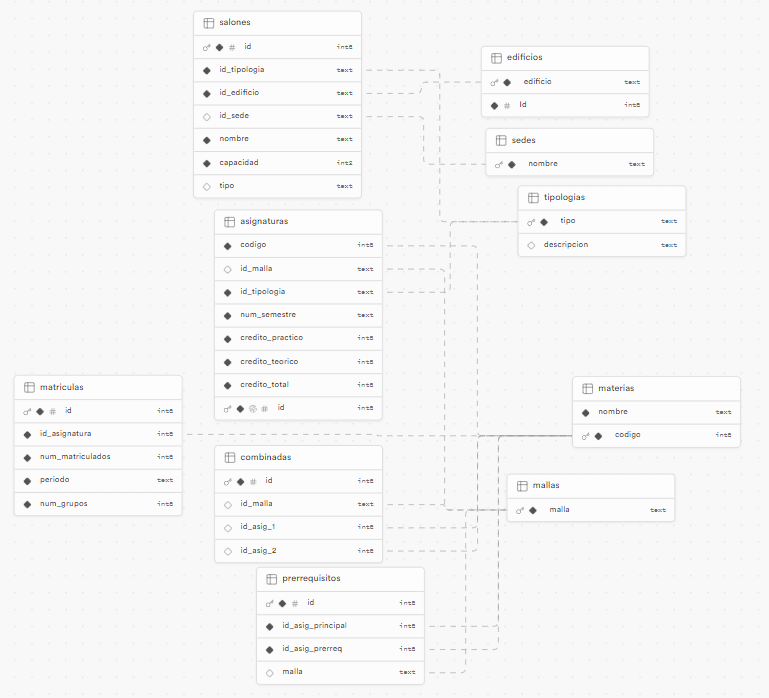 salones
# id int8
id_tipologia text
id_edificio text
id_sede text
nombre text
capacidad int2
tipo text
edificios
edificio text
# Id int8
sedes
nombre text
tipologias
tipo text
descripcion text
asignaturas
codigo int8
id_malla text
id_tipologia text
num_semestre text
credito_practico int8
credito_teorico int8
credito_total int8
# id int8
matriculas
# id int8
id_asignatura int8
num_matriculados int8
periodo text
num_grupos int8
materias
nombre text
codigo int8
combinadas
# id int8
id_malla text
id_asig_1 int8
id_asig_2 int8
mallas
malla text
prerrequisitos
# id int8
id_asig_principal int8
id_asig_prerreq int8
malla text